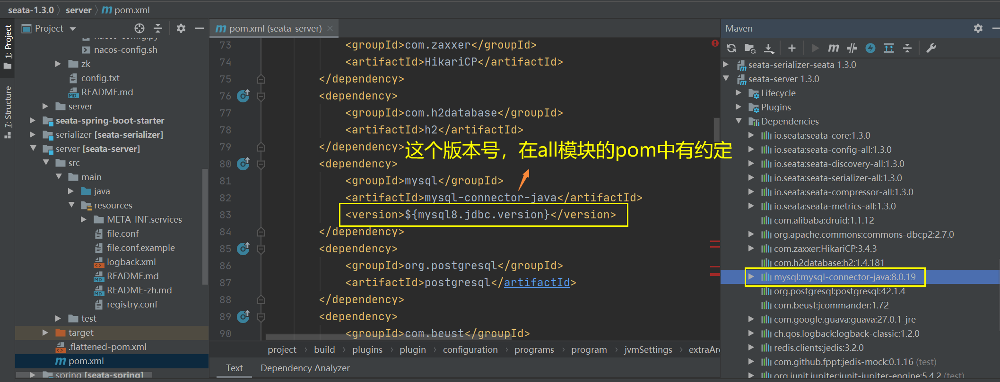 seata-1.3.0 server pom.xml
1: Project
7: Structure
Project
nacos-config.py
nacos-config.sh
zk
config.txt
README.md
server
seata-spring-boot-starter
serializer [seata-serializer]
server [seata-server]
src
main
java
resources
META-INF.services
file.conf
file.conf.example
logback.xml
README.md
README-zh.md
registry.conf
test
target
.flattened-pom.xml
pom.xml
spring [seata-spring]
pom.xml (seata-server)
73 <groupId>com.zaxxer</groupId>
74 <artifactId>HikariCP</artifactId>
75 </dependency>
76 <dependency>
77 <groupId>com.h2database</groupId>
78 <artifactId>h2</artifactId>
79 </dependency>
这个版本号，在all模块的pom中有约定
80 <dependency>
81 <groupId>mysql</groupId>
82 <artifactId>mysql-connector-java</artifactId>
83 <version>${mysql8.jdbc.version}</version>
84 </dependency>
85 <dependency>
86 <groupId>org.postgresql</groupId>
87 <artifactId>postgresql</artifactId>
88 </dependency>
89 <dependency>
90 <groupId>com.beust</groupId>
project › build › plugins › plugin › configuration › programs › program › jvmSettings › extraAr
Text Dependency Analyzer
Maven
seata-serializer-seata 1.3.0
seata-server 1.3.0
Lifecycle
Plugins
Dependencies
io.seata:seata-core:1.3.0
io.seata:seata-config-all:1.3.0
io.seata:seata-discovery-all:1.3.0
io.seata:seata-serializer-all:1.3.0
io.seata:seata-compressor-all:1.3.0
io.seata:seata-metrics-all:1.3.0
com.alibaba:druid:1.1.12
org.apache.commons:commons-dbcp2:2.7.0
com.zaxxer:HikariCP:3.4.3
com.h2database:h2:1.4.181
mysql:mysql-connector-java:8.0.19
org.postgresql:postgresql:42.1.4
com.beust:jcommander:1.72
com.google.guava:guava:27.0.1-jre
ch.qos.logback:logback-classic:1.2.0
redis.clients:jedis:3.2.0
com.github.fppt:jedis-mock:0.1.16 (test)
org.junit.jupiter:junit-jupiter-engine:5.4.2 (test)